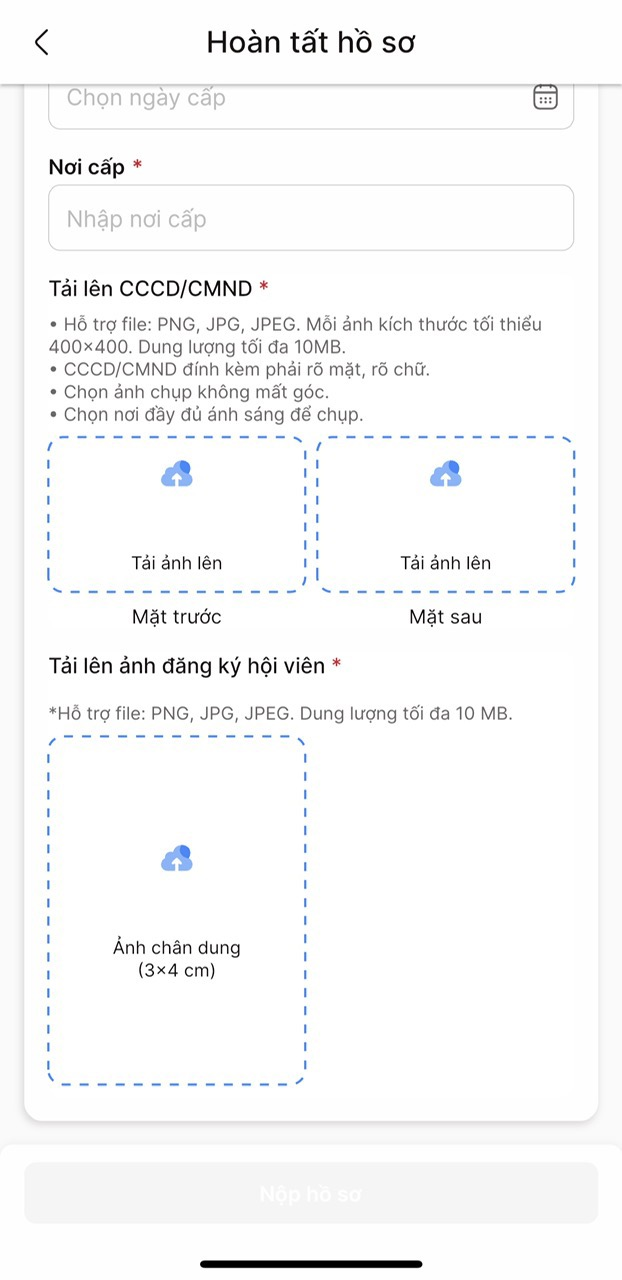 Hoàn tất hồ sơ
Chọn ngày cấp
Nơi cấp *
Nhập nơi cấp
Tải lên CCCD/CMND *
• Hỗ trợ file: PNG, JPG, JPEG. Mỗi ảnh kích thước tối thiểu
400x400. Dung lượng tối đa 10MB.
• CCCD/CMND đính kèm phải rõ mặt, rõ chữ.
• Chọn ảnh chụp không mất góc.
• Chọn nơi đầy đủ ánh sáng để chụp.
Tải ảnh lên Tải ảnh lên
Mặt trước Mặt sau
Tải lên ảnh đăng ký hội viên *
*Hỗ trợ file: PNG, JPG, JPEG. Dung lượng tối đa 10 MB.
Ảnh chân dung
(3x4 cm)
Nộp hồ sơ